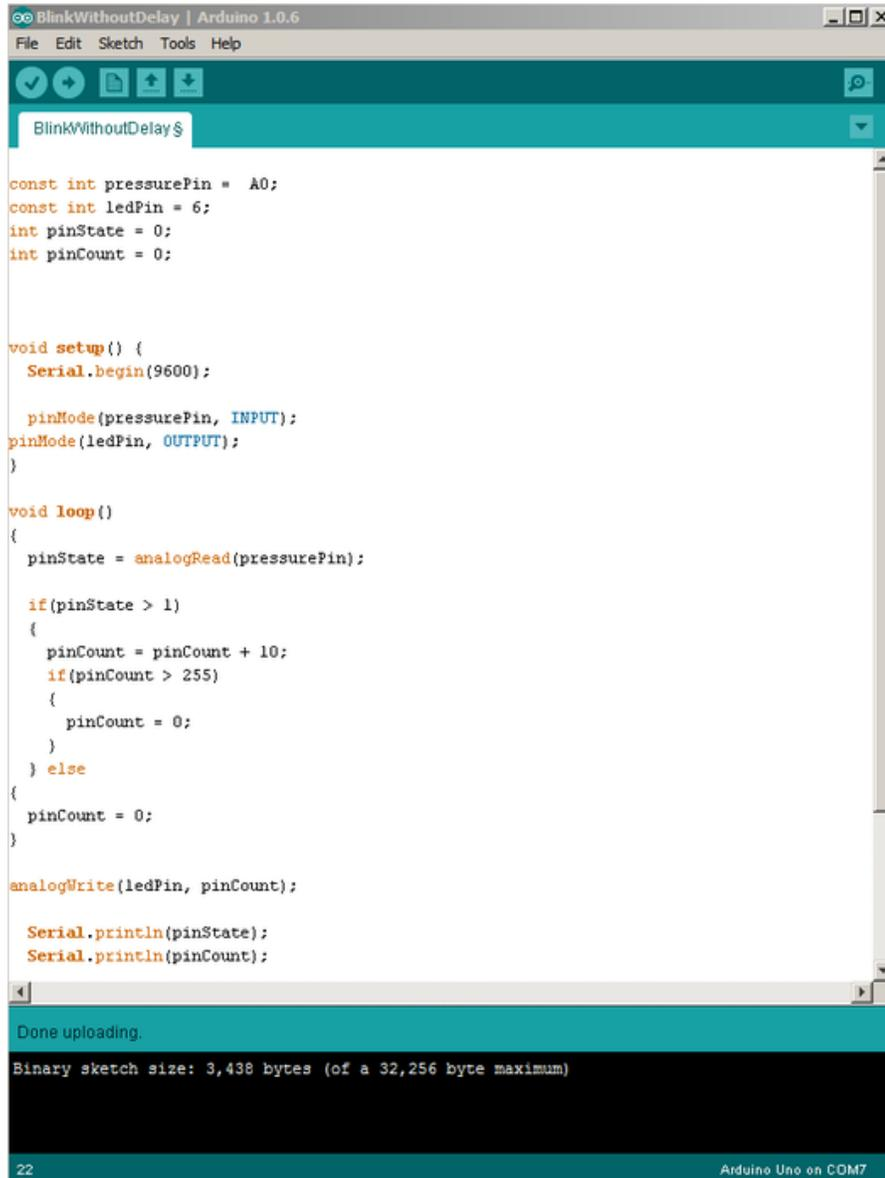 BlinkWithoutDelay | Arduino 1.0.6
File Edit Sketch Tools Help
BlinkWithoutDelay §
const int pressurePin =  A0;
const int ledPin = 6;
int pinState = 0;
int pinCount = 0;
void setup() {
  Serial.begin(9600);
  pinMode(pressurePin, INPUT);
pinMode(ledPin, OUTPUT);
}
void loop()
{
  pinState = analogRead(pressurePin);
  if(pinState > 1)
  {
    pinCount = pinCount + 10;
    if(pinCount > 255)
    {
      pinCount = 0;
    }
  } else
{
  pinCount = 0;
}
analogWrite(ledPin, pinCount);
  Serial.println(pinState);
  Serial.println(pinCount);
Done uploading.
Binary sketch size: 3,438 bytes (of a 32,256 byte maximum)
22 Arduino Uno on COM7